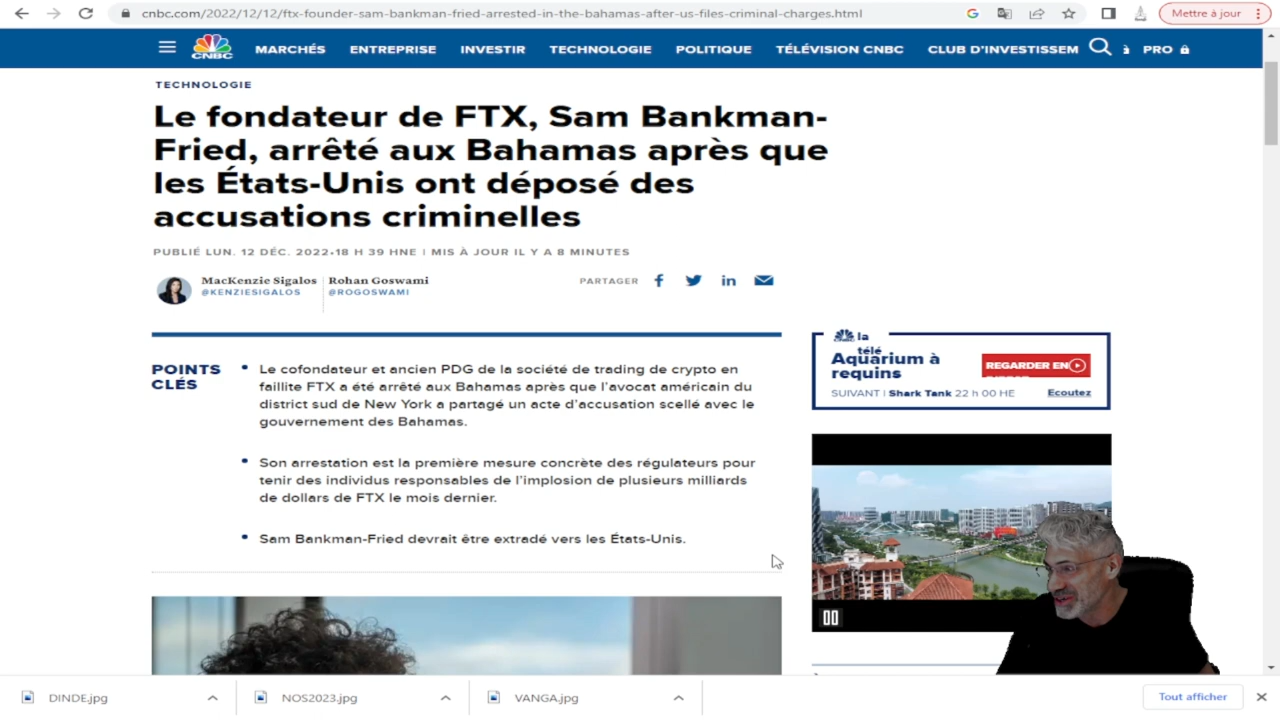 cnbc.com/2022/12/12/ftx-founder-sam-bankman-fried-arrested-in-the-bahamas-after-us-files-criminal-charges.html
Mettre à jour
CNBC
MARCHÉS ENTREPRISE INVESTIR TECHNOLOGIE POLITIQUE TÉLÉVISION CNBC CLUB D'INVESTISSEM à PRO
TECHNOLOGIE
Le fondateur de FTX, Sam Bankman-
Fried, arrêté aux Bahamas après que
les États-Unis ont déposé des
accusations criminelles
PUBLIÉ LUN. 12 DÉC. 2022•18 H 39 HNE | MIS À JOUR IL Y A 8 MINUTES
MacKenzie Sigalos
@KENZIESIGALOS
Rohan Goswami
@ROGOSWAMI
PARTAGER
POINTS
CLÉS
Le cofondateur et ancien PDG de la société de trading de crypto en
faillite FTX a été arrêté aux Bahamas après que l'avocat américain du
district sud de New York a partagé un acte d'accusation scellé avec le
gouvernement des Bahamas.
Son arrestation est la première mesure concrète des régulateurs pour
tenir des individus responsables de l'implosion de plusieurs milliards
de dollars de FTX le mois dernier.
Sam Bankman-Fried devrait être extradé vers les États-Unis.
la
télé
Aquarium à
requins
REGARDER EN
SUIVANT | Shark Tank 22 h 00 HE
Ecoutez
DINDE.jpg
NOS2023.jpg
VANGA.jpg
Tout afficher